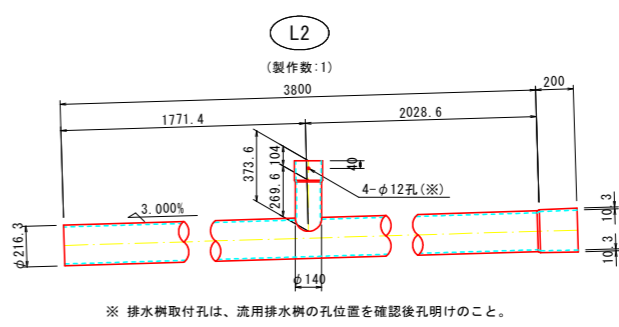 L2
(製作数:1)
3800
200
1771.4
2028.6
373.6
104
40
269.6
4-φ12孔(※)
3.000%
φ216.3
10.3
10.3
φ140
※ 排水桝取付孔は、流用排水桝の孔位置を確認後孔明けのこと。